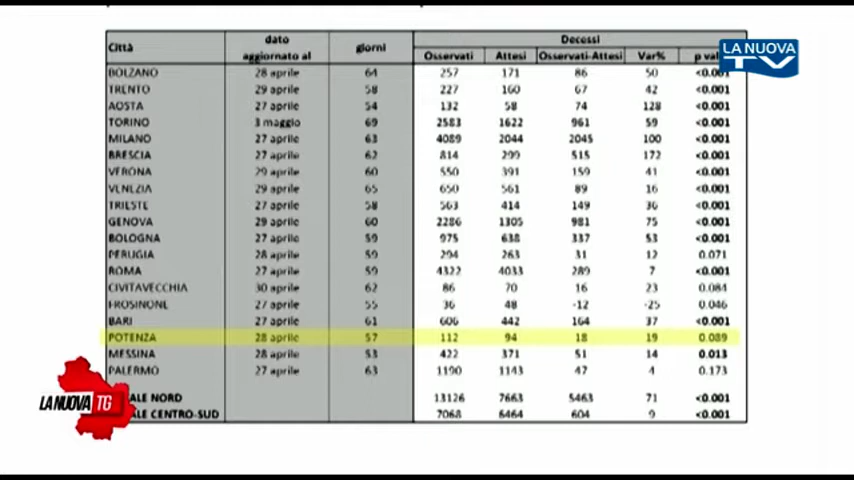 LA NUOVA
TV
Città dato aggiornato al giorni Decessi
Osservati Attesi Osservati-Attesi Var%
BOLZANO 28 aprile 64 257 171 86 50 <0.001
TRENTO 29 aprile 58 227 160 67 42 <0.001
AOSTA 27 aprile 54 132 58 74 128 <0.001
TORINO 3 maggio 69 2583 1622 961 59 <0.001
MILANO 27 aprile 63 4089 2044 2045 100 <0.001
BRESCIA 27 aprile 62 814 299 515 172 <0.001
VERONA 29 aprile 60 550 391 159 41 <0.001
VENEZIA 29 aprile 65 650 561 89 16 <0.001
TRIESTE 27 aprile 58 563 414 149 36 <0.001
GENOVA 29 aprile 60 2286 1305 981 75 <0.001
BOLOGNA 27 aprile 59 975 638 337 53 <0.001
PERUGIA 28 aprile 59 294 263 31 12 0.071
ROMA 27 aprile 59 4322 4033 289 7 <0.001
CIVITAVECCHIA 30 aprile 62 86 70 16 23 0.084
FROSINONE 27 aprile 55 36 48 -12 -25 0.046
BARI 27 aprile 61 606 442 164 37 <0.001
POTENZA 28 aprile 57 112 94 18 19 0.089
MESSINA 28 aprile 53 422 371 51 14 0.013
PALERMO 27 aprile 63 1190 1143 47 4 0.173
ALE NORD 13126 7663 5463 71 <0.001
ALE CENTRO-SUD 7068 6464 604 9 <0.001
LA NUOVA TG